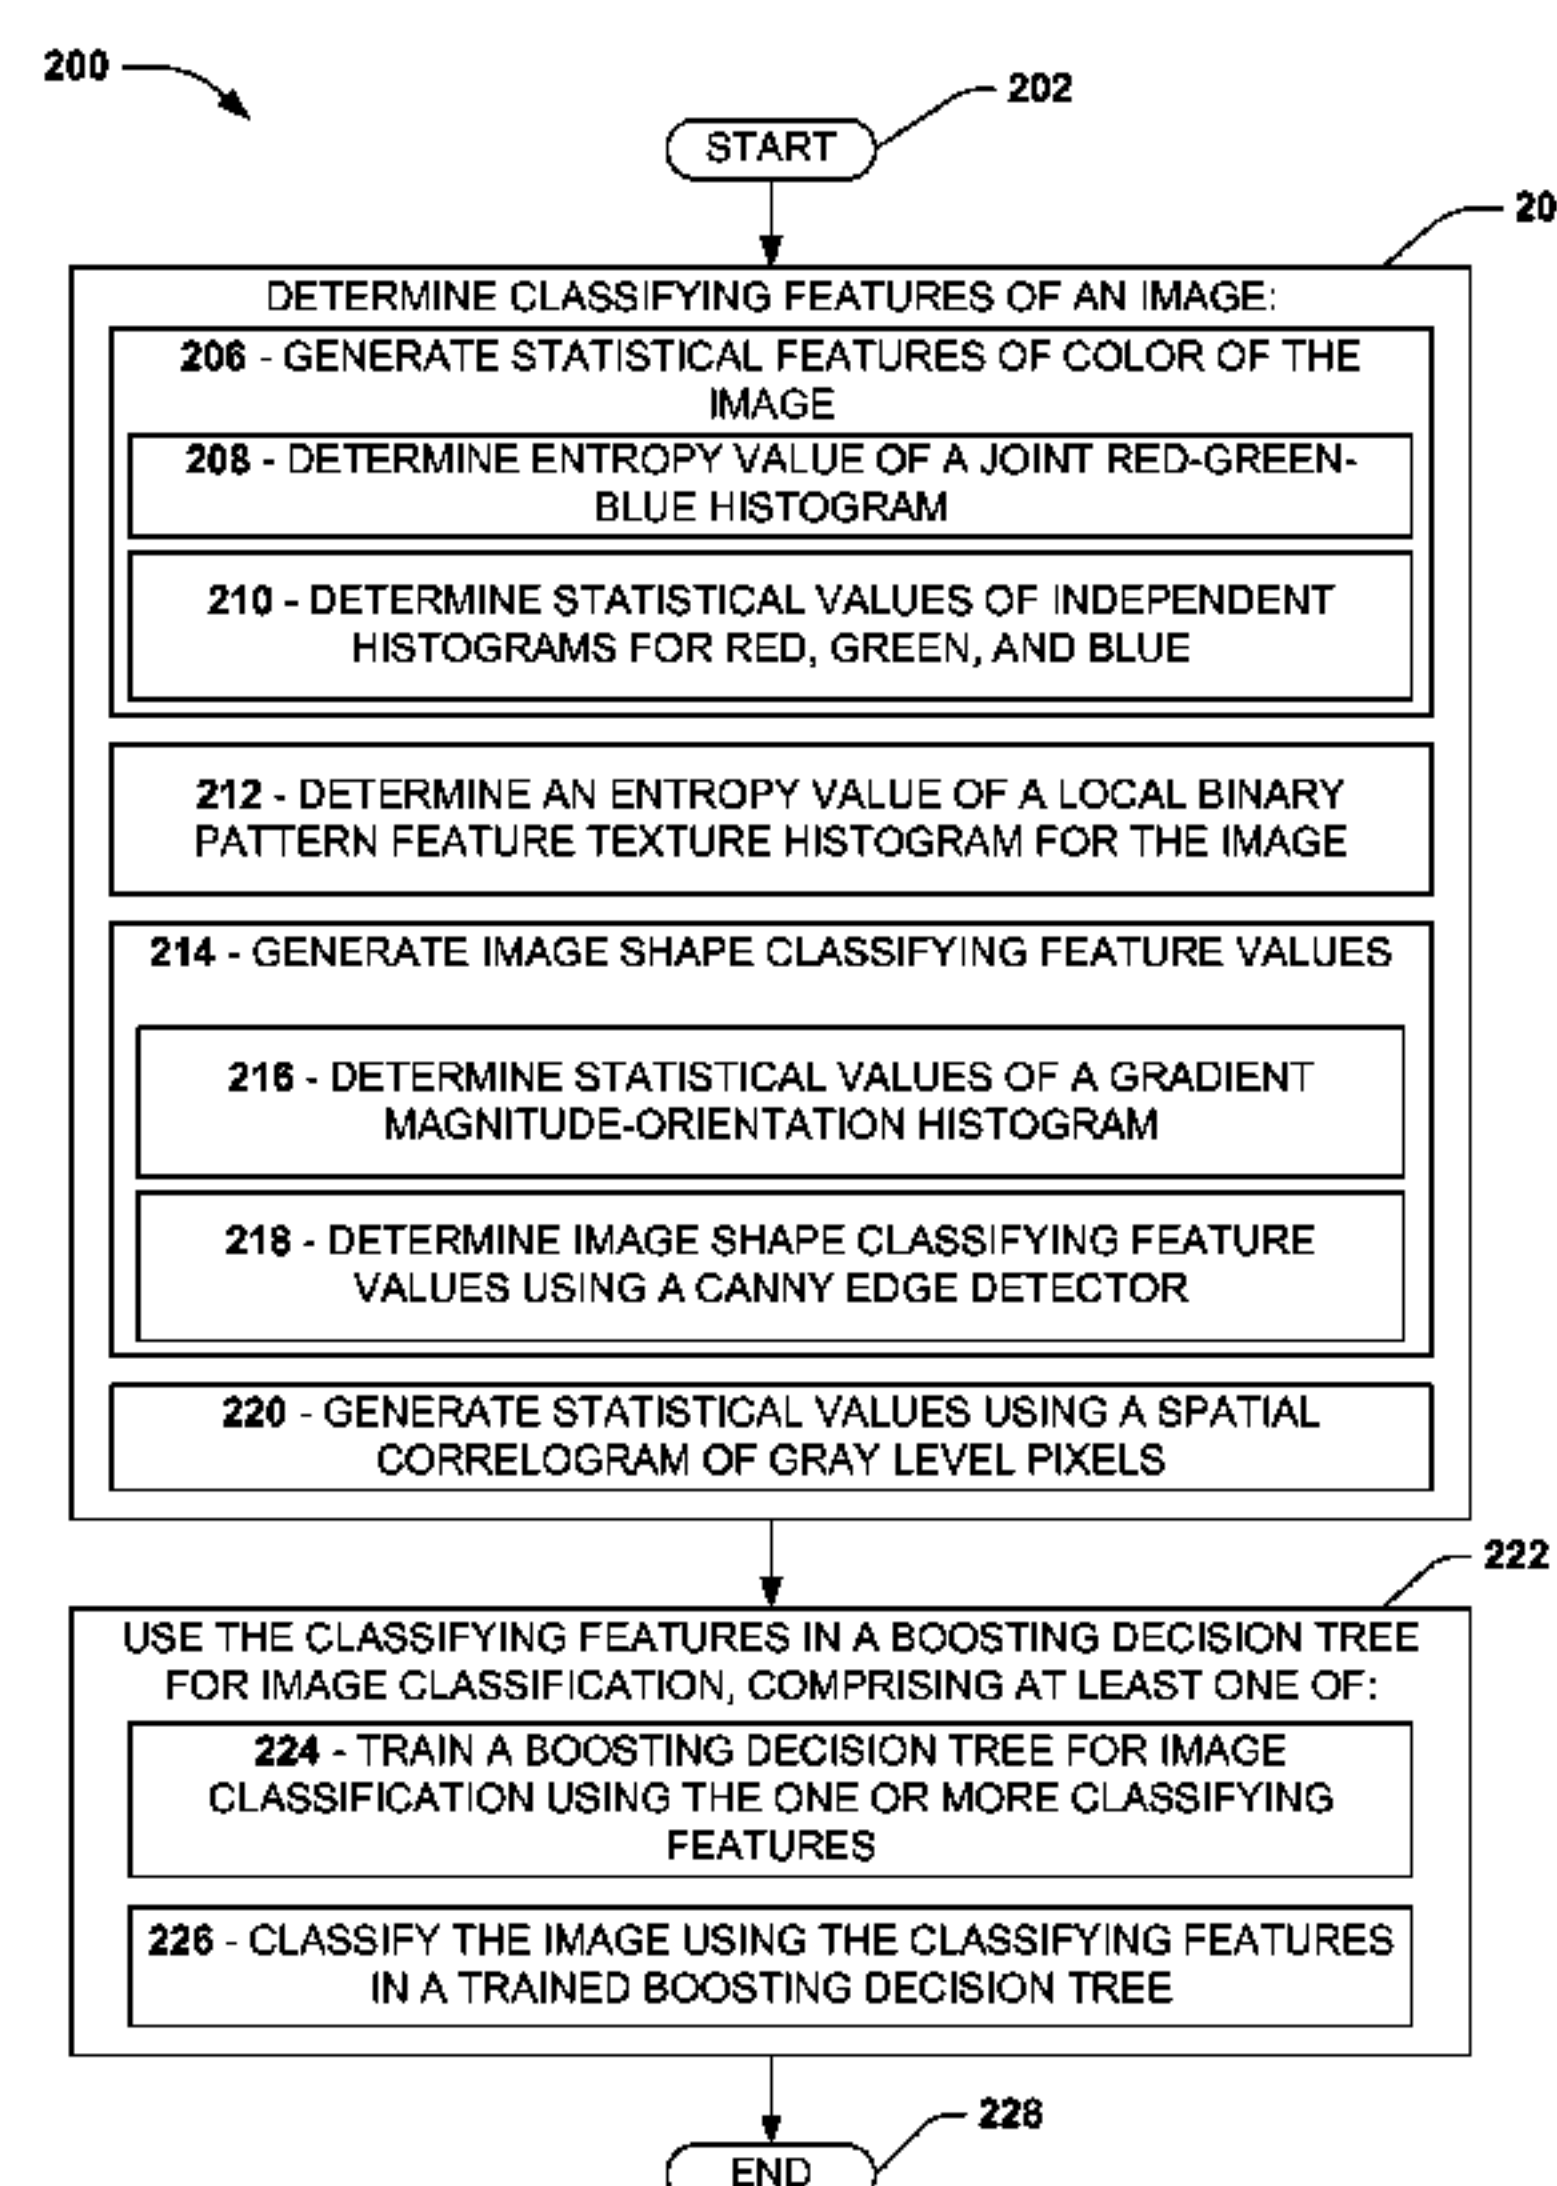 200
202
START
20
DETERMINE CLASSIFYING FEATURES OF AN IMAGE:
206 - GENERATE STATISTICAL FEATURES OF COLOR OF THE
IMAGE
208 - DETERMINE ENTROPY VALUE OF A JOINT RED-GREEN-
BLUE HISTOGRAM
210 - DETERMINE STATISTICAL VALUES OF INDEPENDENT
HISTOGRAMS FOR RED, GREEN, AND BLUE
212 - DETERMINE AN ENTROPY VALUE OF A LOCAL BINARY
PATTERN FEATURE TEXTURE HISTOGRAM FOR THE IMAGE
214 - GENERATE IMAGE SHAPE CLASSIFYING FEATURE VALUES
216 - DETERMINE STATISTICAL VALUES OF A GRADIENT
MAGNITUDE-ORIENTATION HISTOGRAM
218 - DETERMINE IMAGE SHAPE CLASSIFYING FEATURE
VALUES USING A CANNY EDGE DETECTOR
220 - GENERATE STATISTICAL VALUES USING A SPATIAL
CORRELOGRAM OF GRAY LEVEL PIXELS
222
USE THE CLASSIFYING FEATURES IN A BOOSTING DECISION TREE
FOR IMAGE CLASSIFICATION, COMPRISING AT LEAST ONE OF:
224 - TRAIN A BOOSTING DECISION TREE FOR IMAGE
CLASSIFICATION USING THE ONE OR MORE CLASSIFYING
FEATURES
226 - CLASSIFY THE IMAGE USING THE CLASSIFYING FEATURES
IN A TRAINED BOOSTING DECISION TREE
228
END